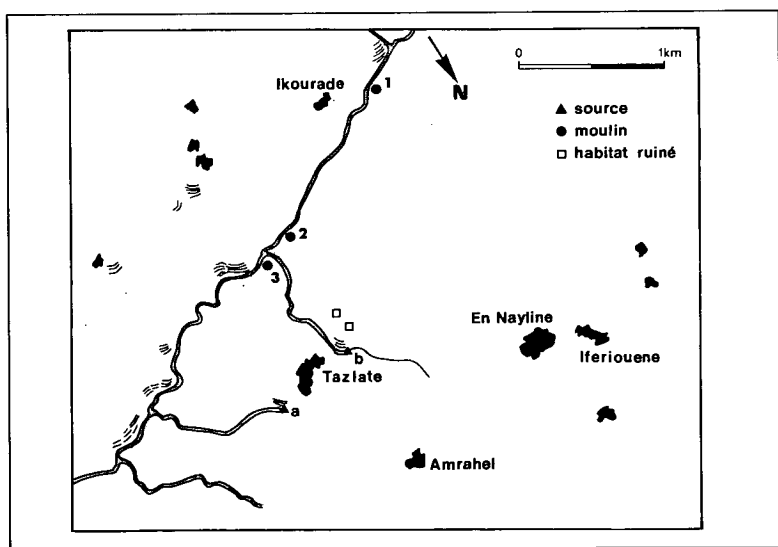 0 1km
N
source
moulin
habitat ruiné
Ikourade
1
2
3
En Nayline
Iferiouene
b
Tazlate
a
Amrahel